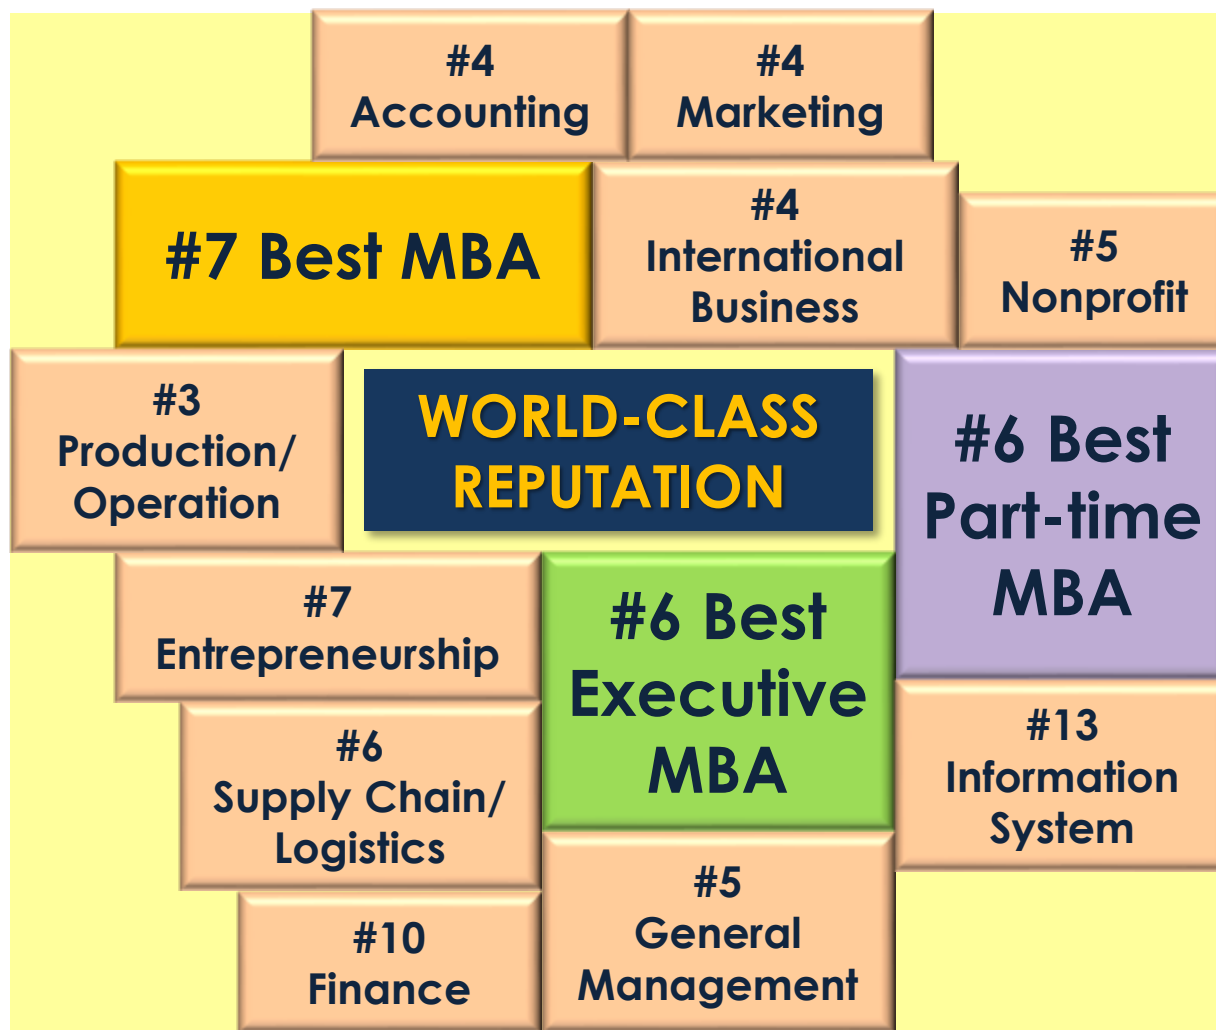 #4
Accounting
#4
Marketing
#7 Best MBA
#4
International
Business
#5
Nonprofit
#3
Production/
Operation
WORLD-CLASS
REPUTATION
#6 Best
Part-time
MBA
#7
Entrepreneurship
#6 Best
Executive
MBA
#6
Supply Chain/
Logistics
#13
Information
System
#10
Finance
#5
General
Management